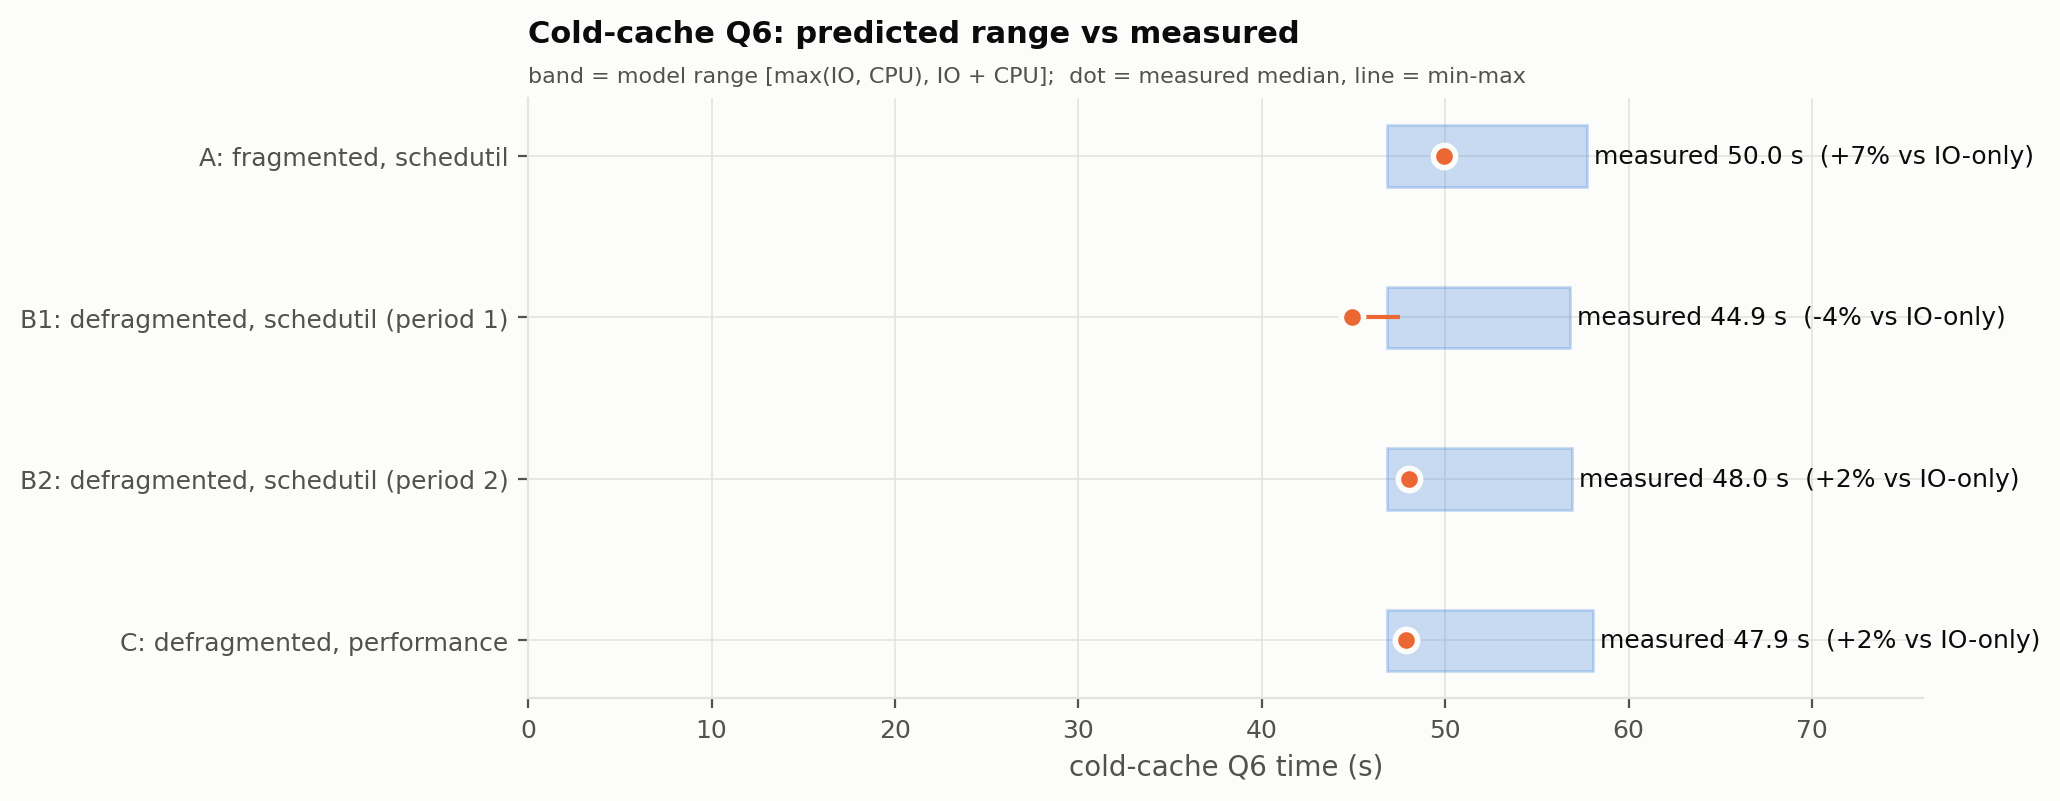 Cold-cache Q6: predicted range vs measured
band = model range [max(IO, CPU), IO + CPU];  dot = measured median, line = min-max
A: fragmented, schedutil
measured 50.0 s  (+7% vs IO-only)
B1: defragmented, schedutil (period 1)
measured 44.9 s  (-4% vs IO-only)
B2: defragmented, schedutil (period 2)
measured 48.0 s  (+2% vs IO-only)
C: defragmented, performance
measured 47.9 s  (+2% vs IO-only)
0 10 20 30 40 50 60 70
cold-cache Q6 time (s)